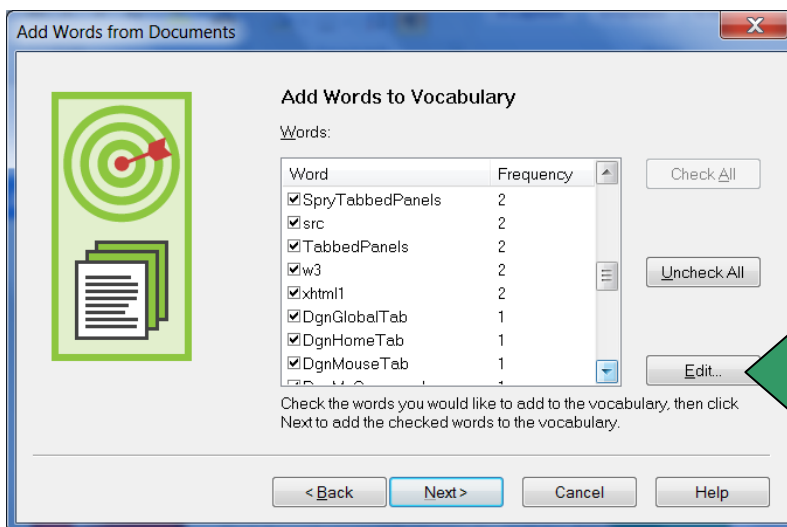 Add Words from Documents
Add Words to Vocabulary
Words:
Word Frequency
SpryTabbedPanels 2
src 2
TabbedPanels 2
w3 2
xhtml1 2
DgnGlobalTab 1
DgnHomeTab 1
DgnMouseTab 1
Check All
Uncheck All
Edit...
Check the words you would like to add to the vocabulary, then click
Next to add the checked words to the vocabulary.
< Back Next > Cancel Help